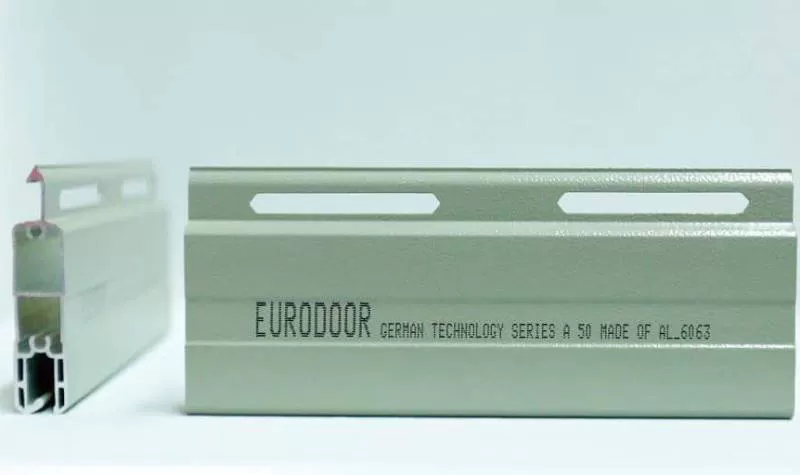 EURODOOR GERMAN TECHNOLOGY SERIES A 50 MADE OF AL_6063